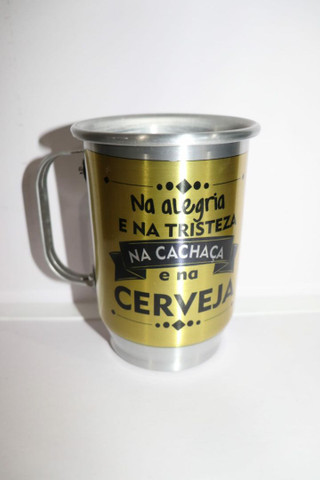 Na alegria
E NA TRISTEZA
NA CACHAÇA
e na
CERVEJA